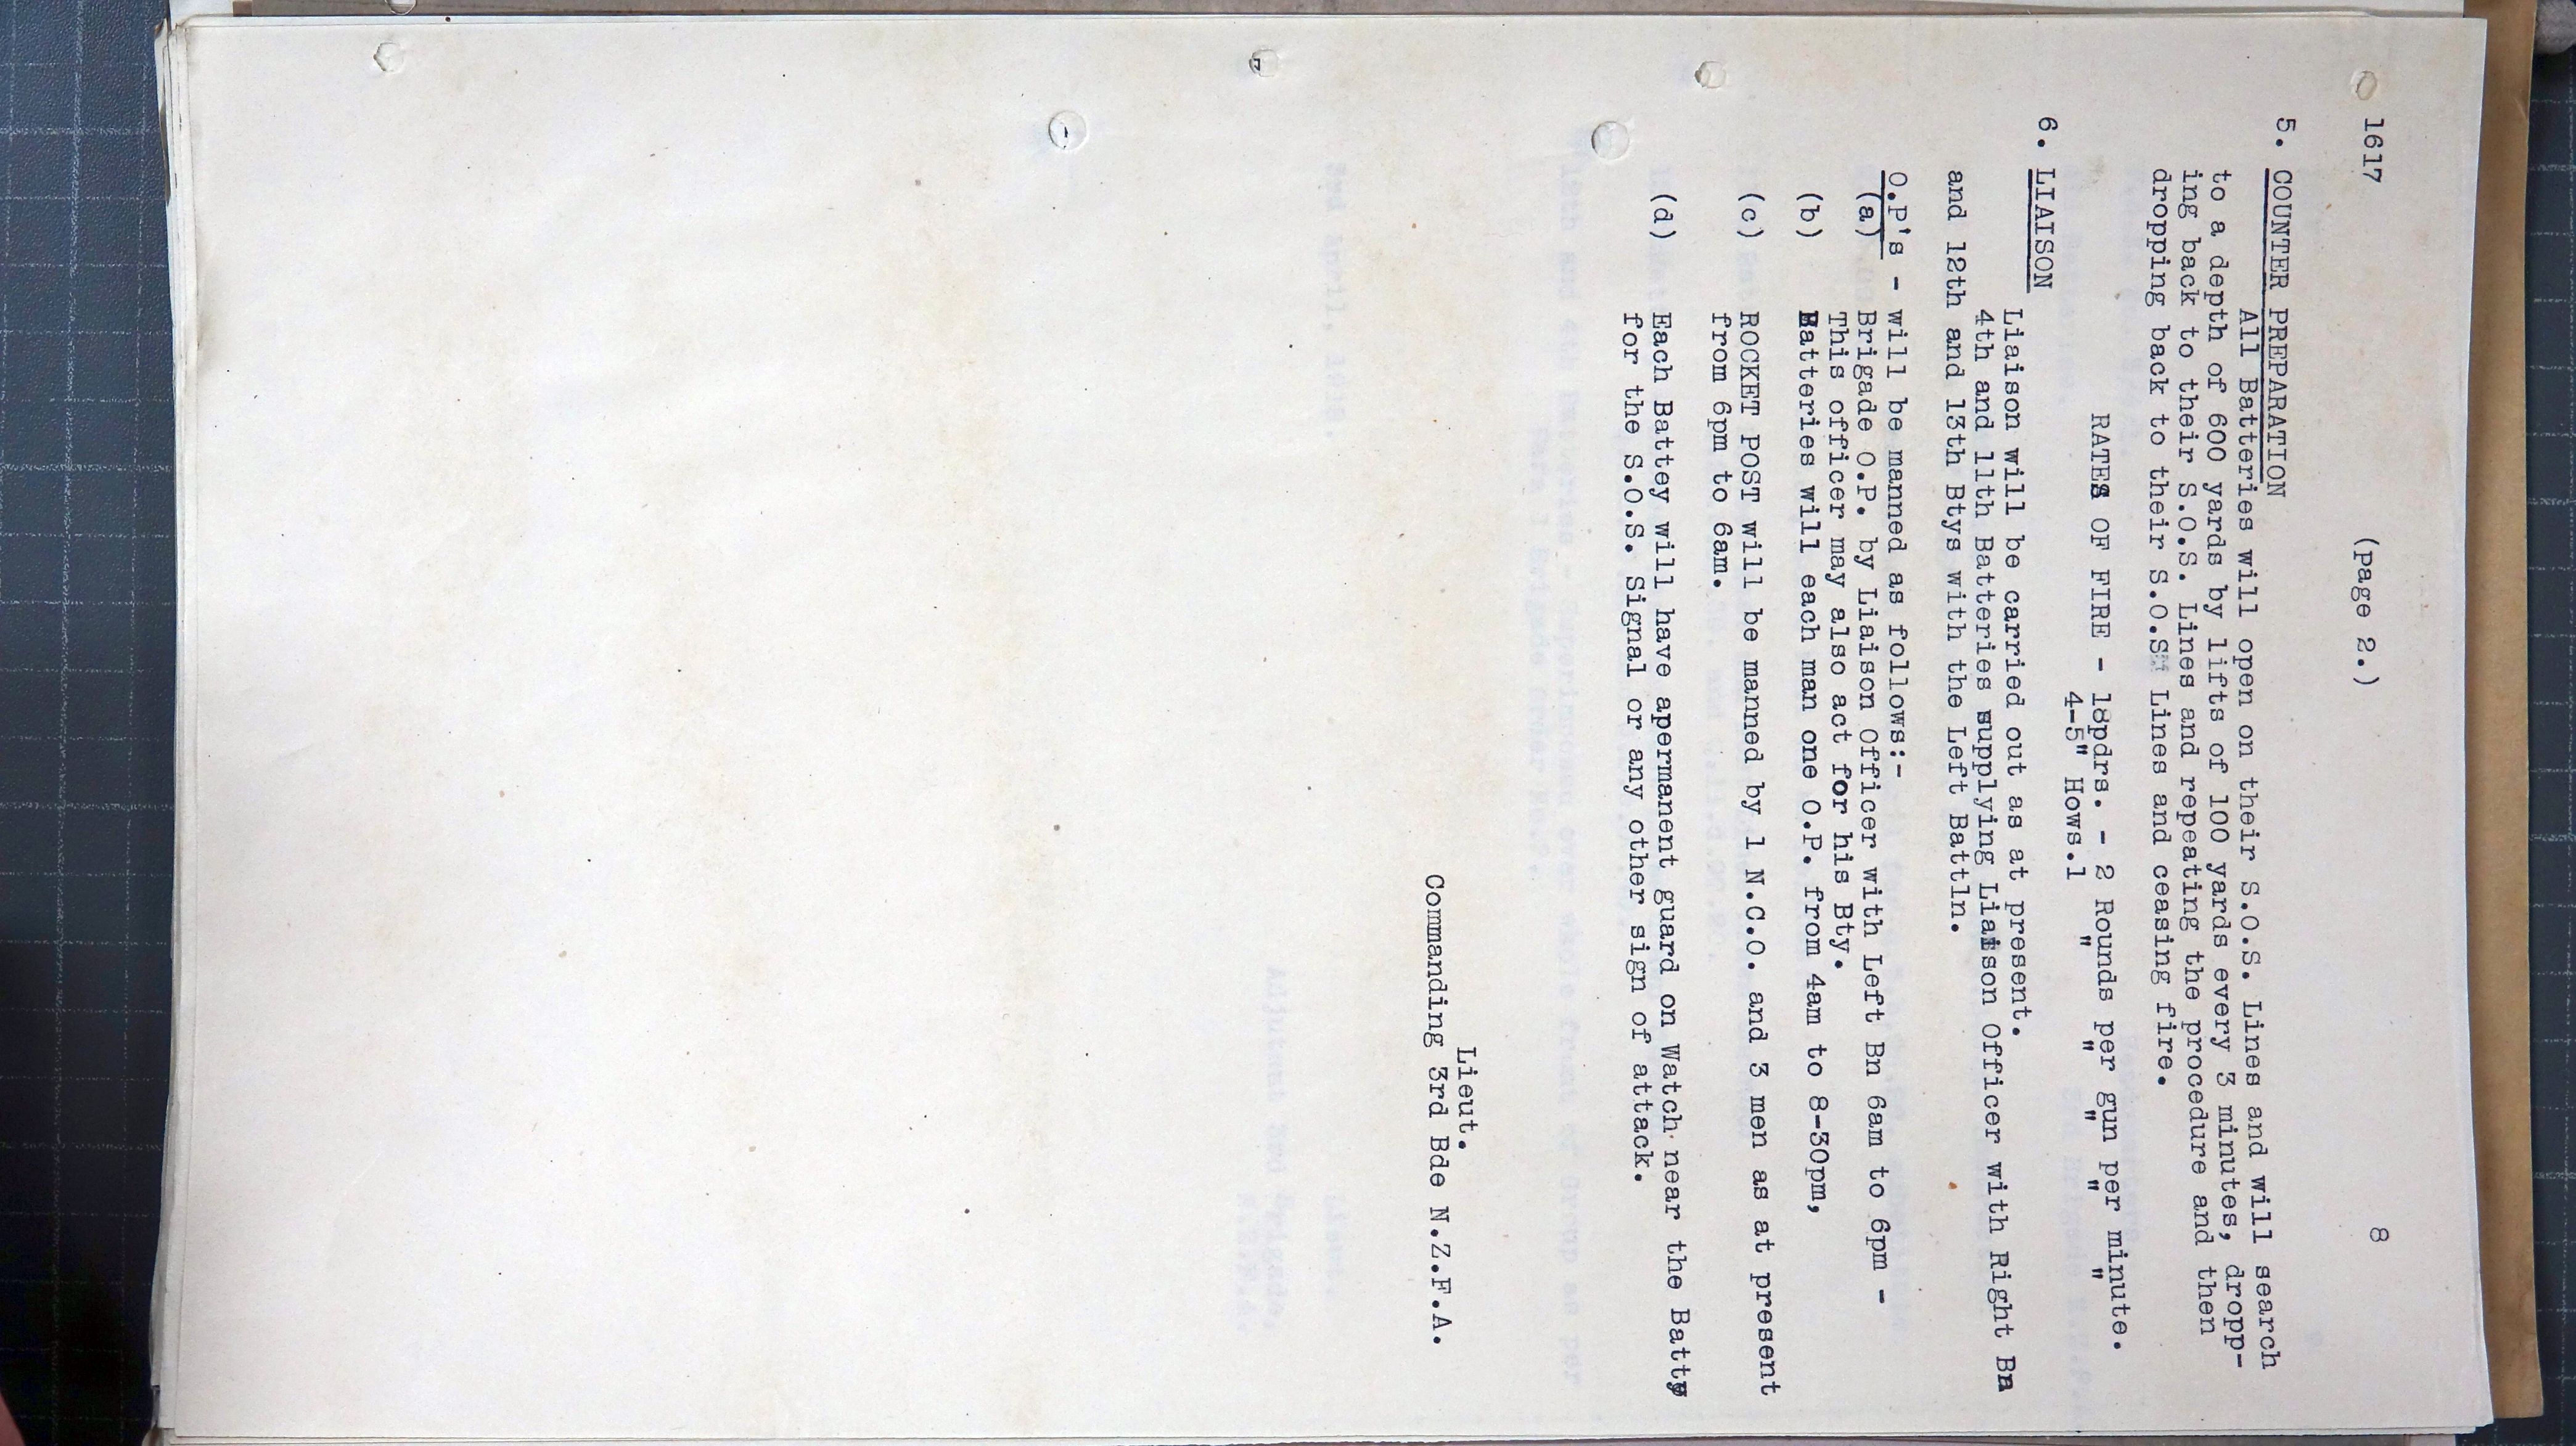 1617 (page 2.) 8
5. COUNTER PREPARATION
All Batteries will open on their S.O.S. Lines and will search
to a depth of 600 yards by lifts of 100 yards every 3 minutes, dropp-
ing back to their S.O.S. Lines and repeating the procedure and then
dropping back to their S.O.S Lines and ceasing fire.
RATES OF FIRE - 18pdrs. - 2 Rounds per gun per minute.
4-5" Hows.1 " " " " "
6. LIAISON
Liaison will be carried out as at present.
4th and 11th Batteries supplying Liaison Officer with Right Bn
and 12th and 13th Btys with the Left Battln.
O.P's - will be manned as follows:-
(a) Brigade O.P. by Liaison Officer with Left Bn 6am to 6pm -
This officer may also act for his Bty.
(b) Batteries will each man one O.P. from 4am to 8-30pm,
(c) ROCKET POST will be manned by 1 N.C.O. and 3 men as at present
from 6pm to 6am.
(d) Each Battey will have apermanent guard on Watch near the Batty
for the S.O.S. Signal or any other sign of attack.
Lieut.
Commanding 3rd Bde N.Z.F.A.